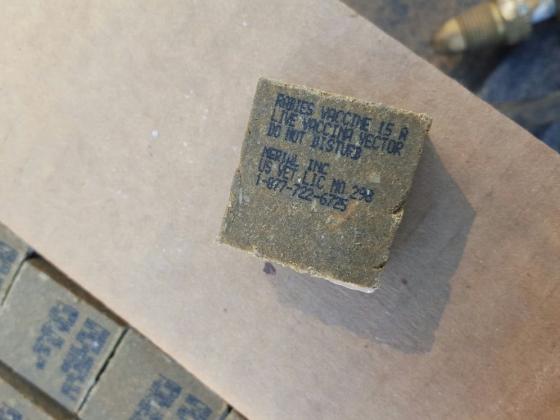 RABIES VACCINE IS A
LIVE VACCINA VECTOR
DO NOT DISTURB
MERIAL INC
US VET LIC NO 298
1-877-722-6725